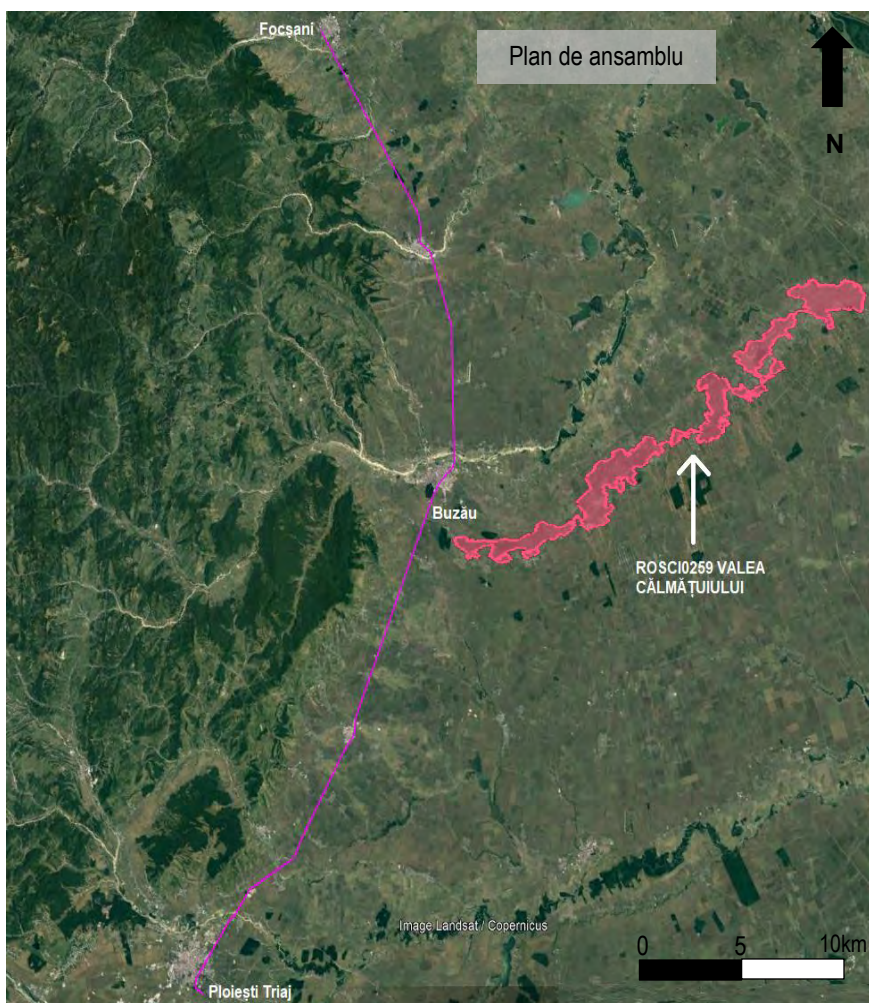 Focșani
Plan de ansamblu
N
Buzău
ROSCI0259 VALEA
CĂLMĂȚUIULUI
Image Landsat / Copernicus
0 5 10km
Ploiești Triaj